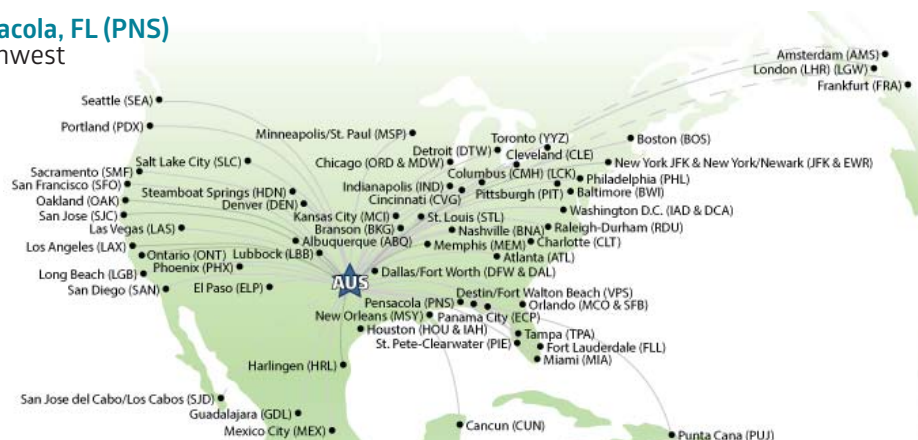 acola, FL (PNS)
hwest
Amsterdam (AMS)
London (LHR) (LGW)
Frankfurt (FRA)
Seattle (SEA)
Portland (PDX)
Minneapolis/St. Paul (MSP)
Toronto (YYZ)
Boston (BOS)
Detroit (DTW)
Cleveland (CLE)
Salt Lake City (SLC)
Chicago (ORD & MDW)
New York JFK & New York/Newark (JFK & EWR)
Sacramento (SMF)
Columbus (CMH) (LCK)
Philadelphia (PHL)
San Francisco (SFO)
Steamboat Springs (HDN)
Indianapolis (IND)
Pittsburgh (PIT)
Baltimore (BWI)
Oakland (OAK)
Denver (DEN)
Cincinnati (CVG)
San Jose (SJC)
Kansas City (MCI)
St. Louis (STL)
Washington D.C. (IAD & DCA)
Las Vegas (LAS)
Branson (BKG)
Nashville (BNA)
Raleigh-Durham (RDU)
Los Angeles (LAX)
Albuquerque (ABQ)
Memphis (MEM)
Charlotte (CLT)
Ontario (ONT)
Lubbock (LBB)
Atlanta (ATL)
Long Beach (LGB)
Phoenix (PHX)
Dallas/Fort Worth (DFW & DAL)
San Diego (SAN)
El Paso (ELP)
AUS
Destin/Fort Walton Beach (VPS)
Pensacola (PNS)
Orlando (MCO & SFB)
New Orleans (MSY)
Panama City (ECP)
Houston (HOU & IAH)
Tampa (TPA)
St. Pete-Clearwater (PIE)
Fort Lauderdale (FLL)
Miami (MIA)
Harlingen (HRL)
San Jose del Cabo/Los Cabos (SJD)
Guadalajara (GDL)
Mexico City (MEX)
Cancun (CUN)
Punta Cana (PUJ)